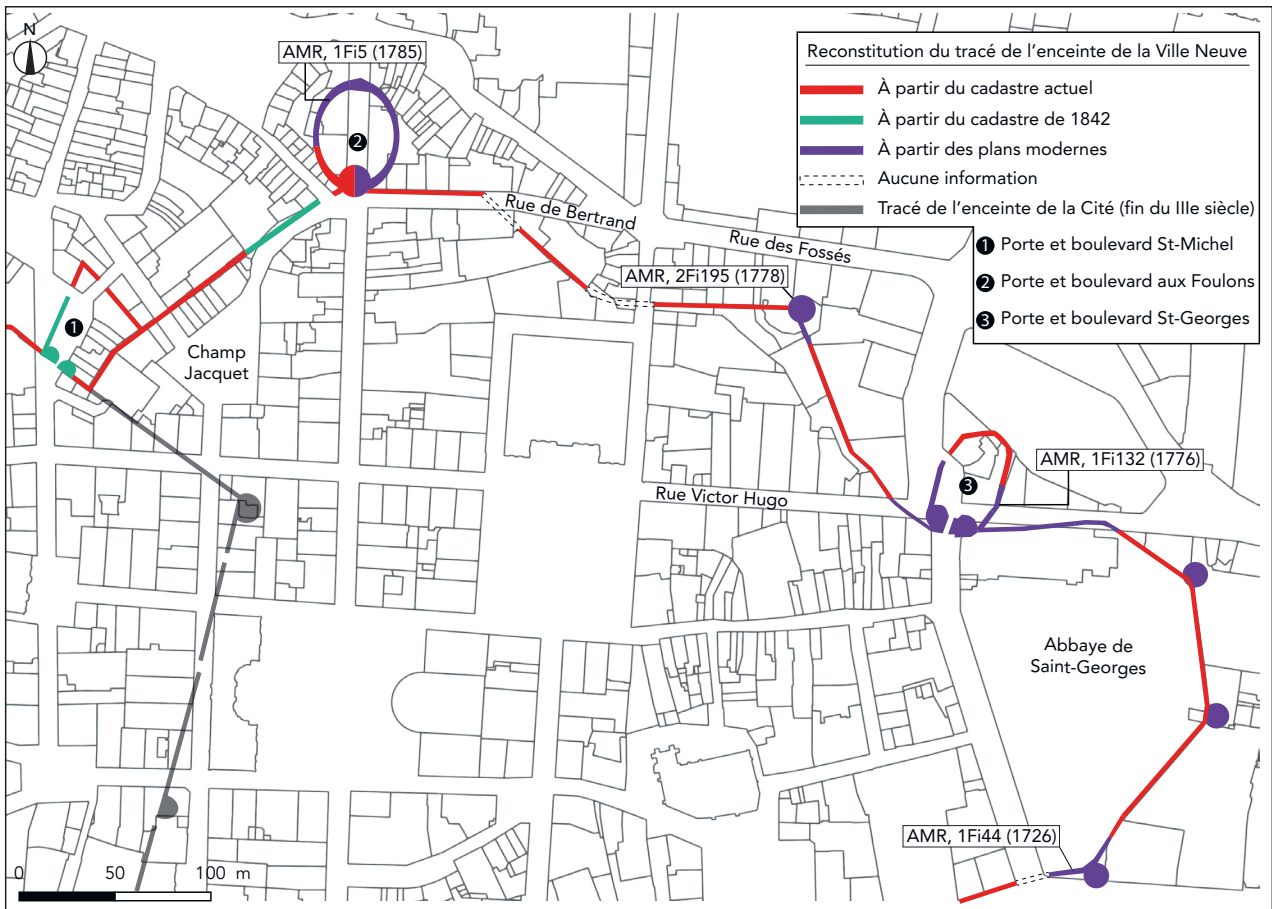 N
AMR, 1Fi5 (1785)
Reconstitution du tracé de l'enceinte de la Ville Neuve
À partir du cadastre actuel
À partir du cadastre de 1842
À partir des plans modernes
Aucune information
Tracé de l'enceinte de la Cité (fin du IIIe siècle)
1 Porte et boulevard St-Michel
2 Porte et boulevard aux Foulons
3 Porte et boulevard St-Georges
2
Rue de Bertrand
Rue des Fossés
AMR, 2Fi195 (1778)
1
Champ
Jacquet
AMR, 1Fi132 (1776)
3
Rue Victor Hugo
Abbaye de
Saint-Georges
AMR, 1Fi44 (1726)
0 50 100 m